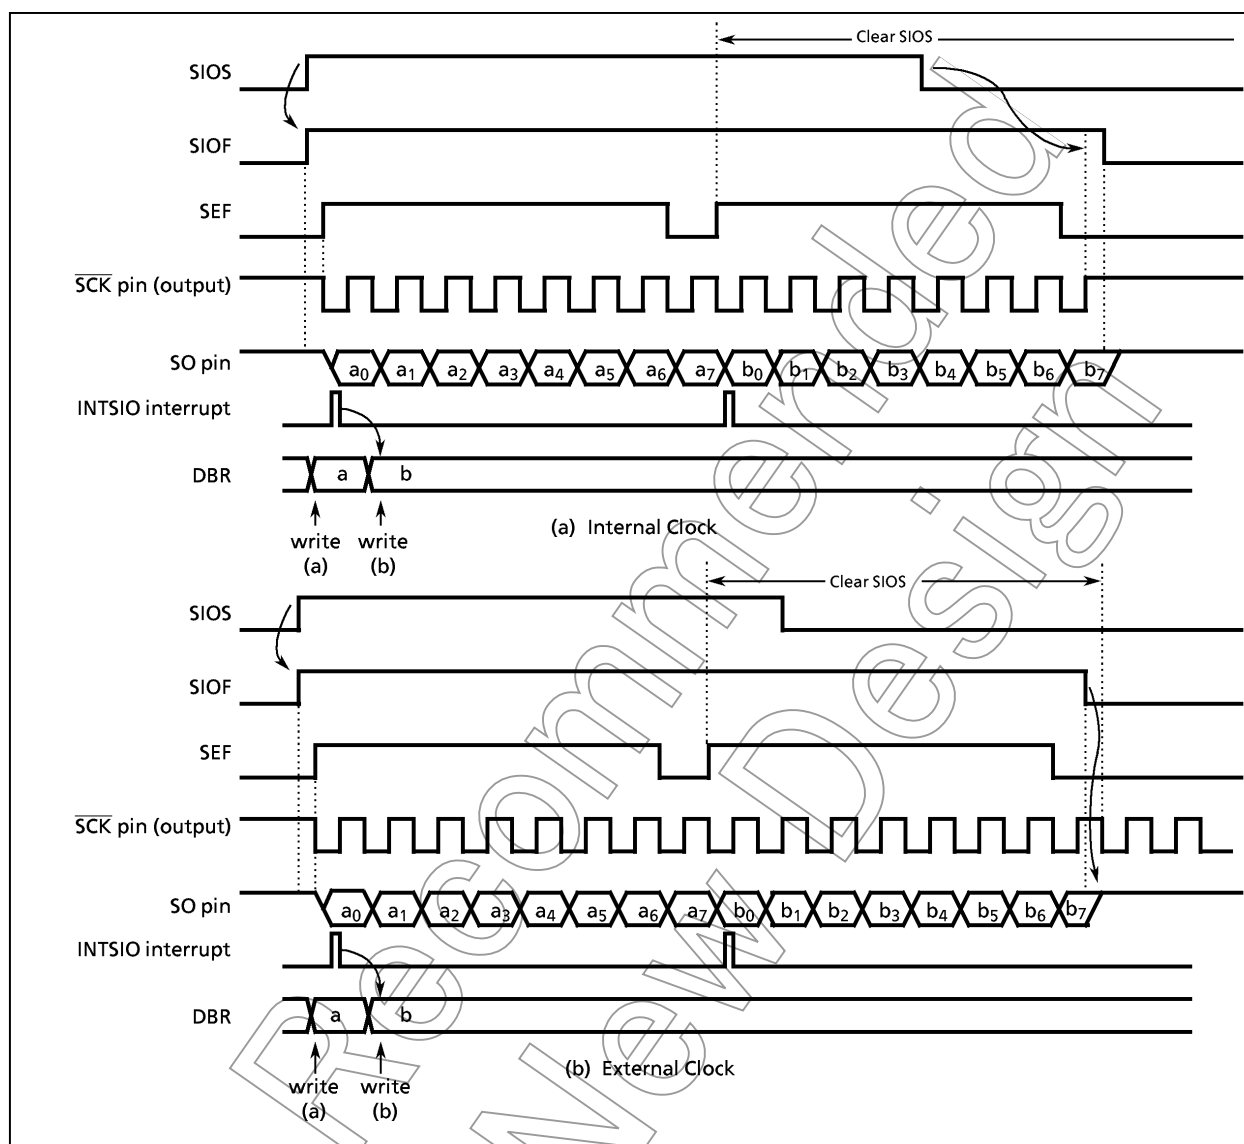 Clear SIOS
SIOS
SIOF
SEF
SCK pin (output)
SO pin a0 a1 a2 a3 a4 a5 a6 a7 b0 b1 b2 b3 b4 b5 b6 b7
INTSIO interrupt
DBR a b
(a) Internal Clock
write write
(a) (b)
Clear SIOS
SIOS
SIOF
SEF
SCK pin (output)
SO pin a0 a1 a2 a3 a4 a5 a6 a7 b0 b1 b2 b3 b4 b5 b6 b7
INTSIO interrupt
DBR a b
(b) External Clock
write write
(a) (b)
Recommended
New Design